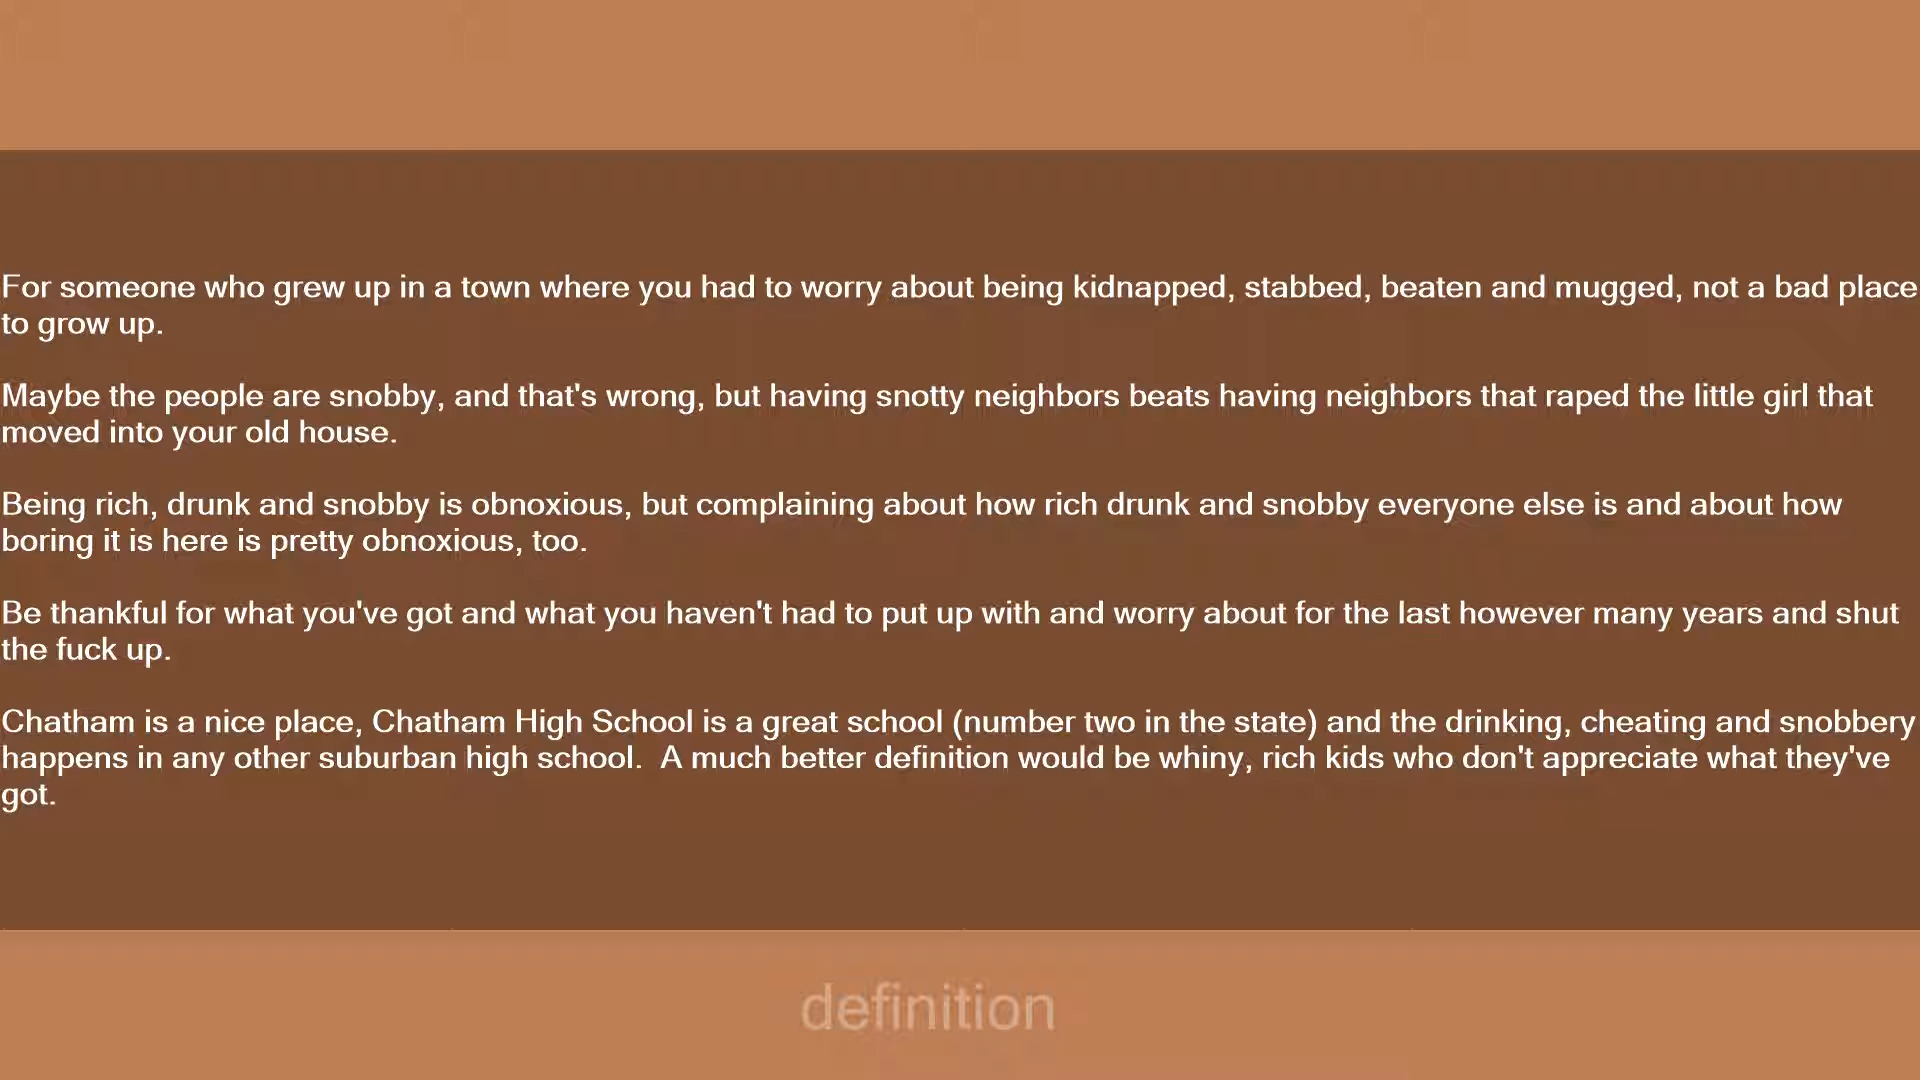 For someone who grew up in a town where you had to worry about being kidnapped, stabbed, beaten and mugged, not a bad place
to grow up.
Maybe the people are snobby, and that's wrong, but having snotty neighbors beats having neighbors that raped the little girl that
moved into your old house.
Being rich, drunk and snobby is obnoxious, but complaining about how rich drunk and snobby everyone else is and about how
boring it is here is pretty obnoxious, too.
Be thankful for what you've got and what you haven't had to put up with and worry about for the last however many years and shut
the fuck up.
Chatham is a nice place, Chatham High School is a great school (number two in the state) and the drinking, cheating and snobbery
happens in any other suburban high school.  A much better definition would be whiny, rich kids who don't appreciate what they've
got.
definition